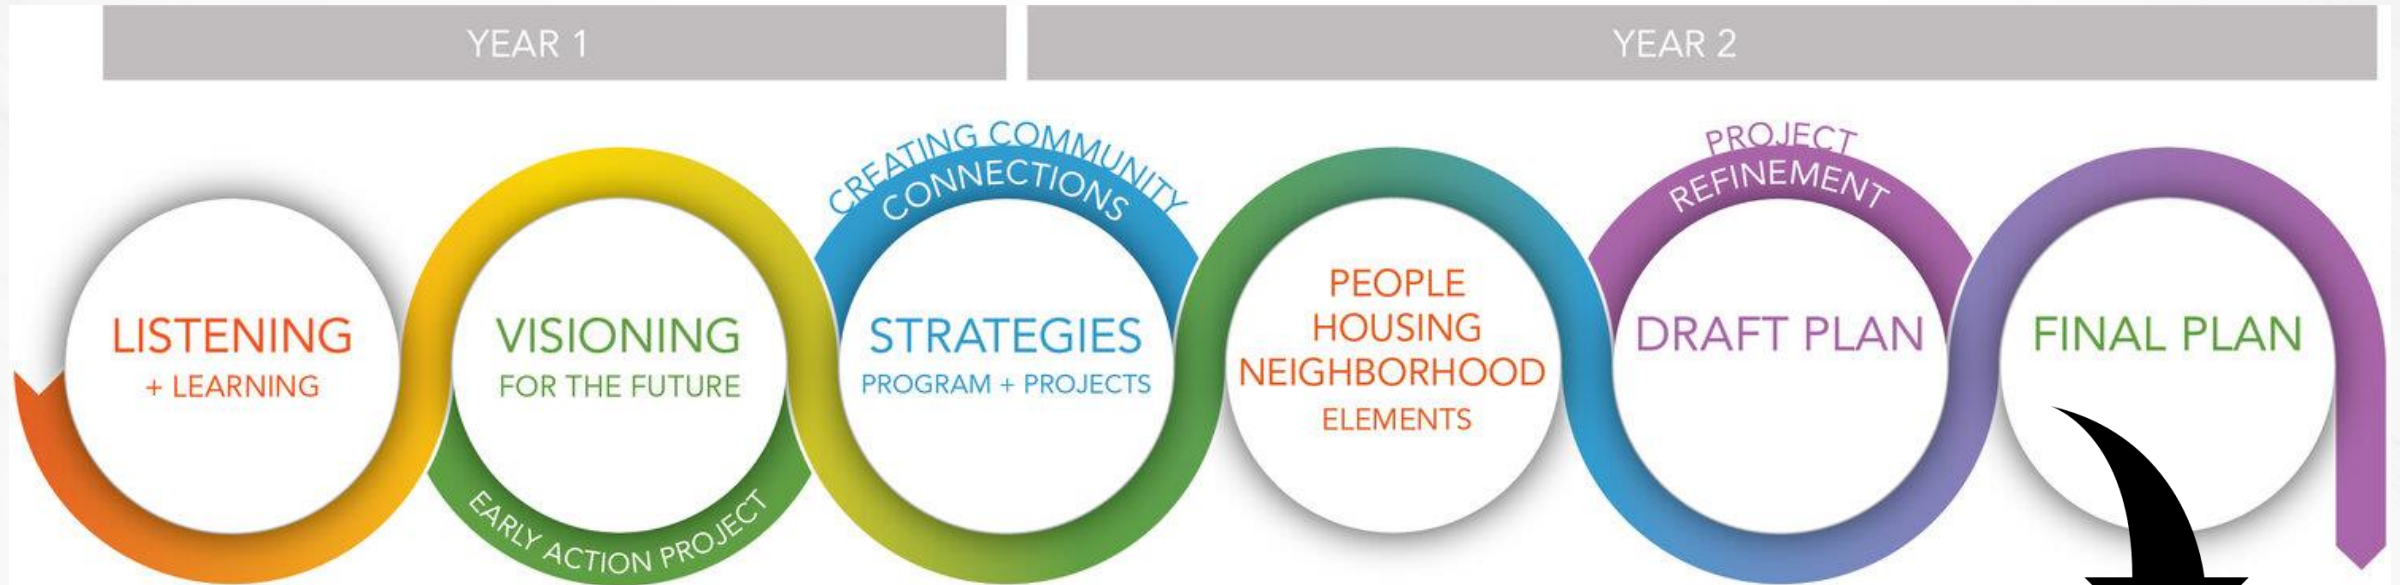 YEAR 1
YEAR 2
LISTENING
+ LEARNING
VISIONING
FOR THE FUTURE
EARLY ACTION PROJECT
CREATING COMMUNITY
CONNECTIONS
STRATEGIES
PROGRAM + PROJECTS
PEOPLE
HOUSING
NEIGHBORHOOD
ELEMENTS
PROJECT
REFINEMENT
DRAFT PLAN
FINAL PLAN